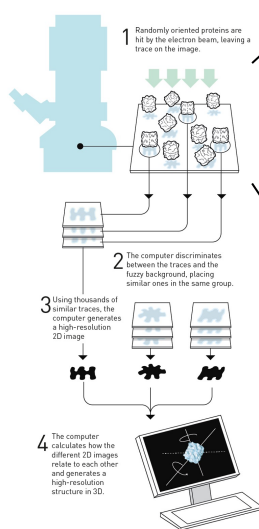 1 Randomly oriented proteins are
hit by the electron beam, leaving a
trace on the image.
2 The computer discriminates
between the traces and the
fuzzy background, placing
similar ones in the same group.
3 Using thousands of
similar traces, the
computer generates
a high-resolution
2D image
4 The computer
calculates how the
different 2D images
relate to each other
and generates a
high-resolution
structure in 3D.